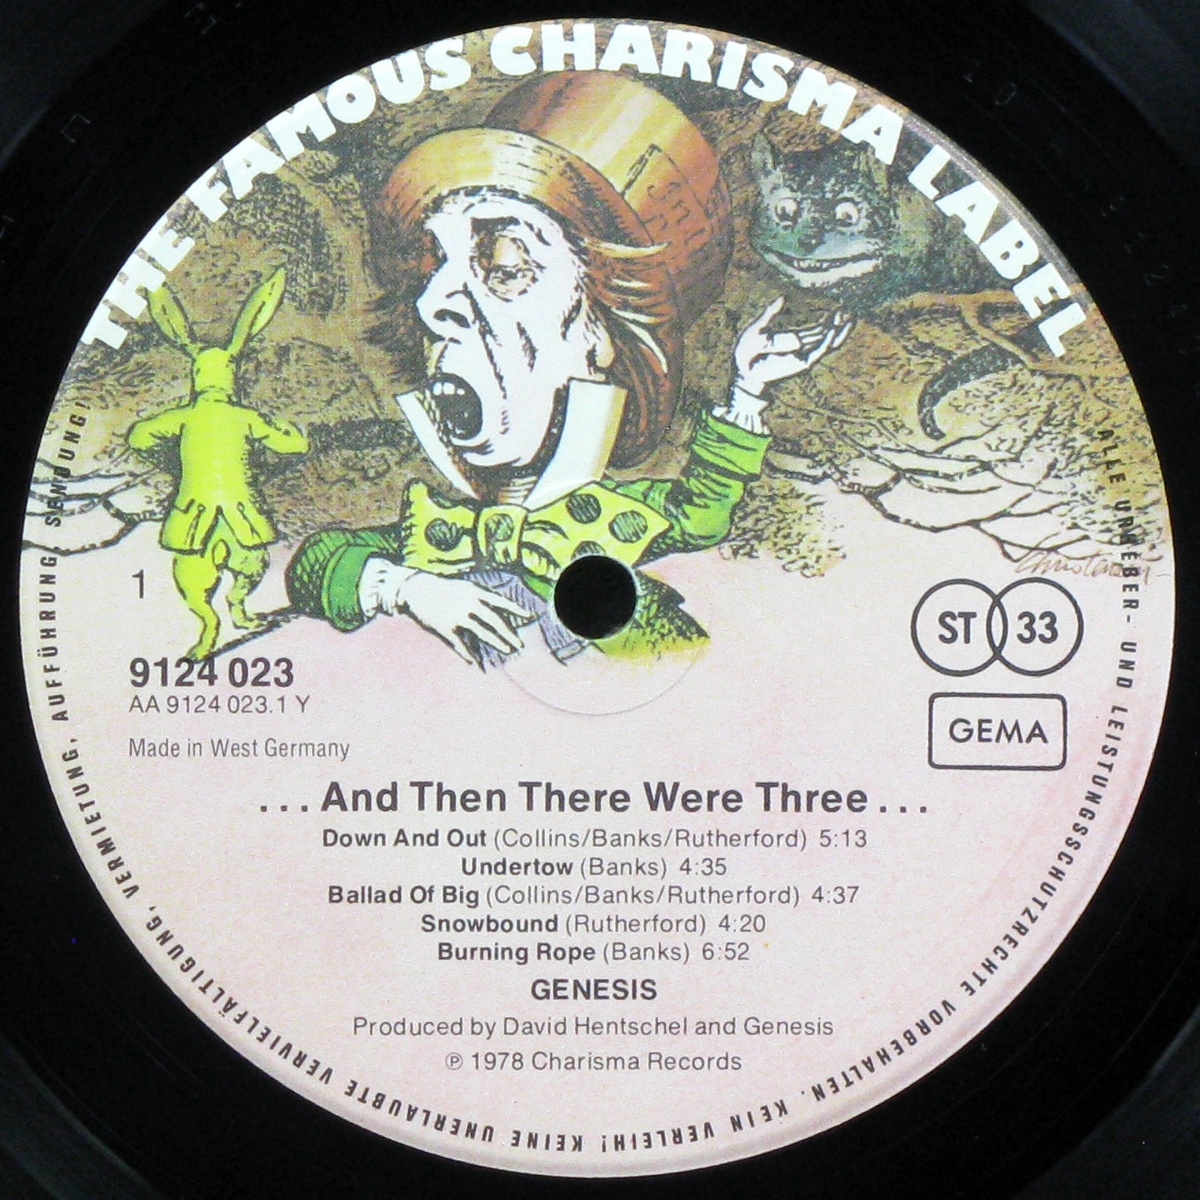 THE FAMOUS CHARISMA LABEL
1
ST 33
9124 023
AA 9124 023.1 Y
GEMA
Made in West Germany
...And Then There Were Three...
Down And Out (Collins/Banks/Rutherford) 5:13
Undertow (Banks) 4:35
Ballad Of Big (Collins/Banks/Rutherford) 4:37
Snowbound (Rutherford) 4:20
Burning Rope (Banks) 6:52
GENESIS
Produced by David Hentschel and Genesis
℗ 1978 Charisma Records
ALLE URHEBER- UND LEISTUNGSSCHUTZRECHTE VORBEHALTEN. KEIN VERLEIH! KEINE UNERLAUBTE VERVIELFÄLTIGUNG, VERMIETUNG, AUFFÜHRUNG, SENDUNG!